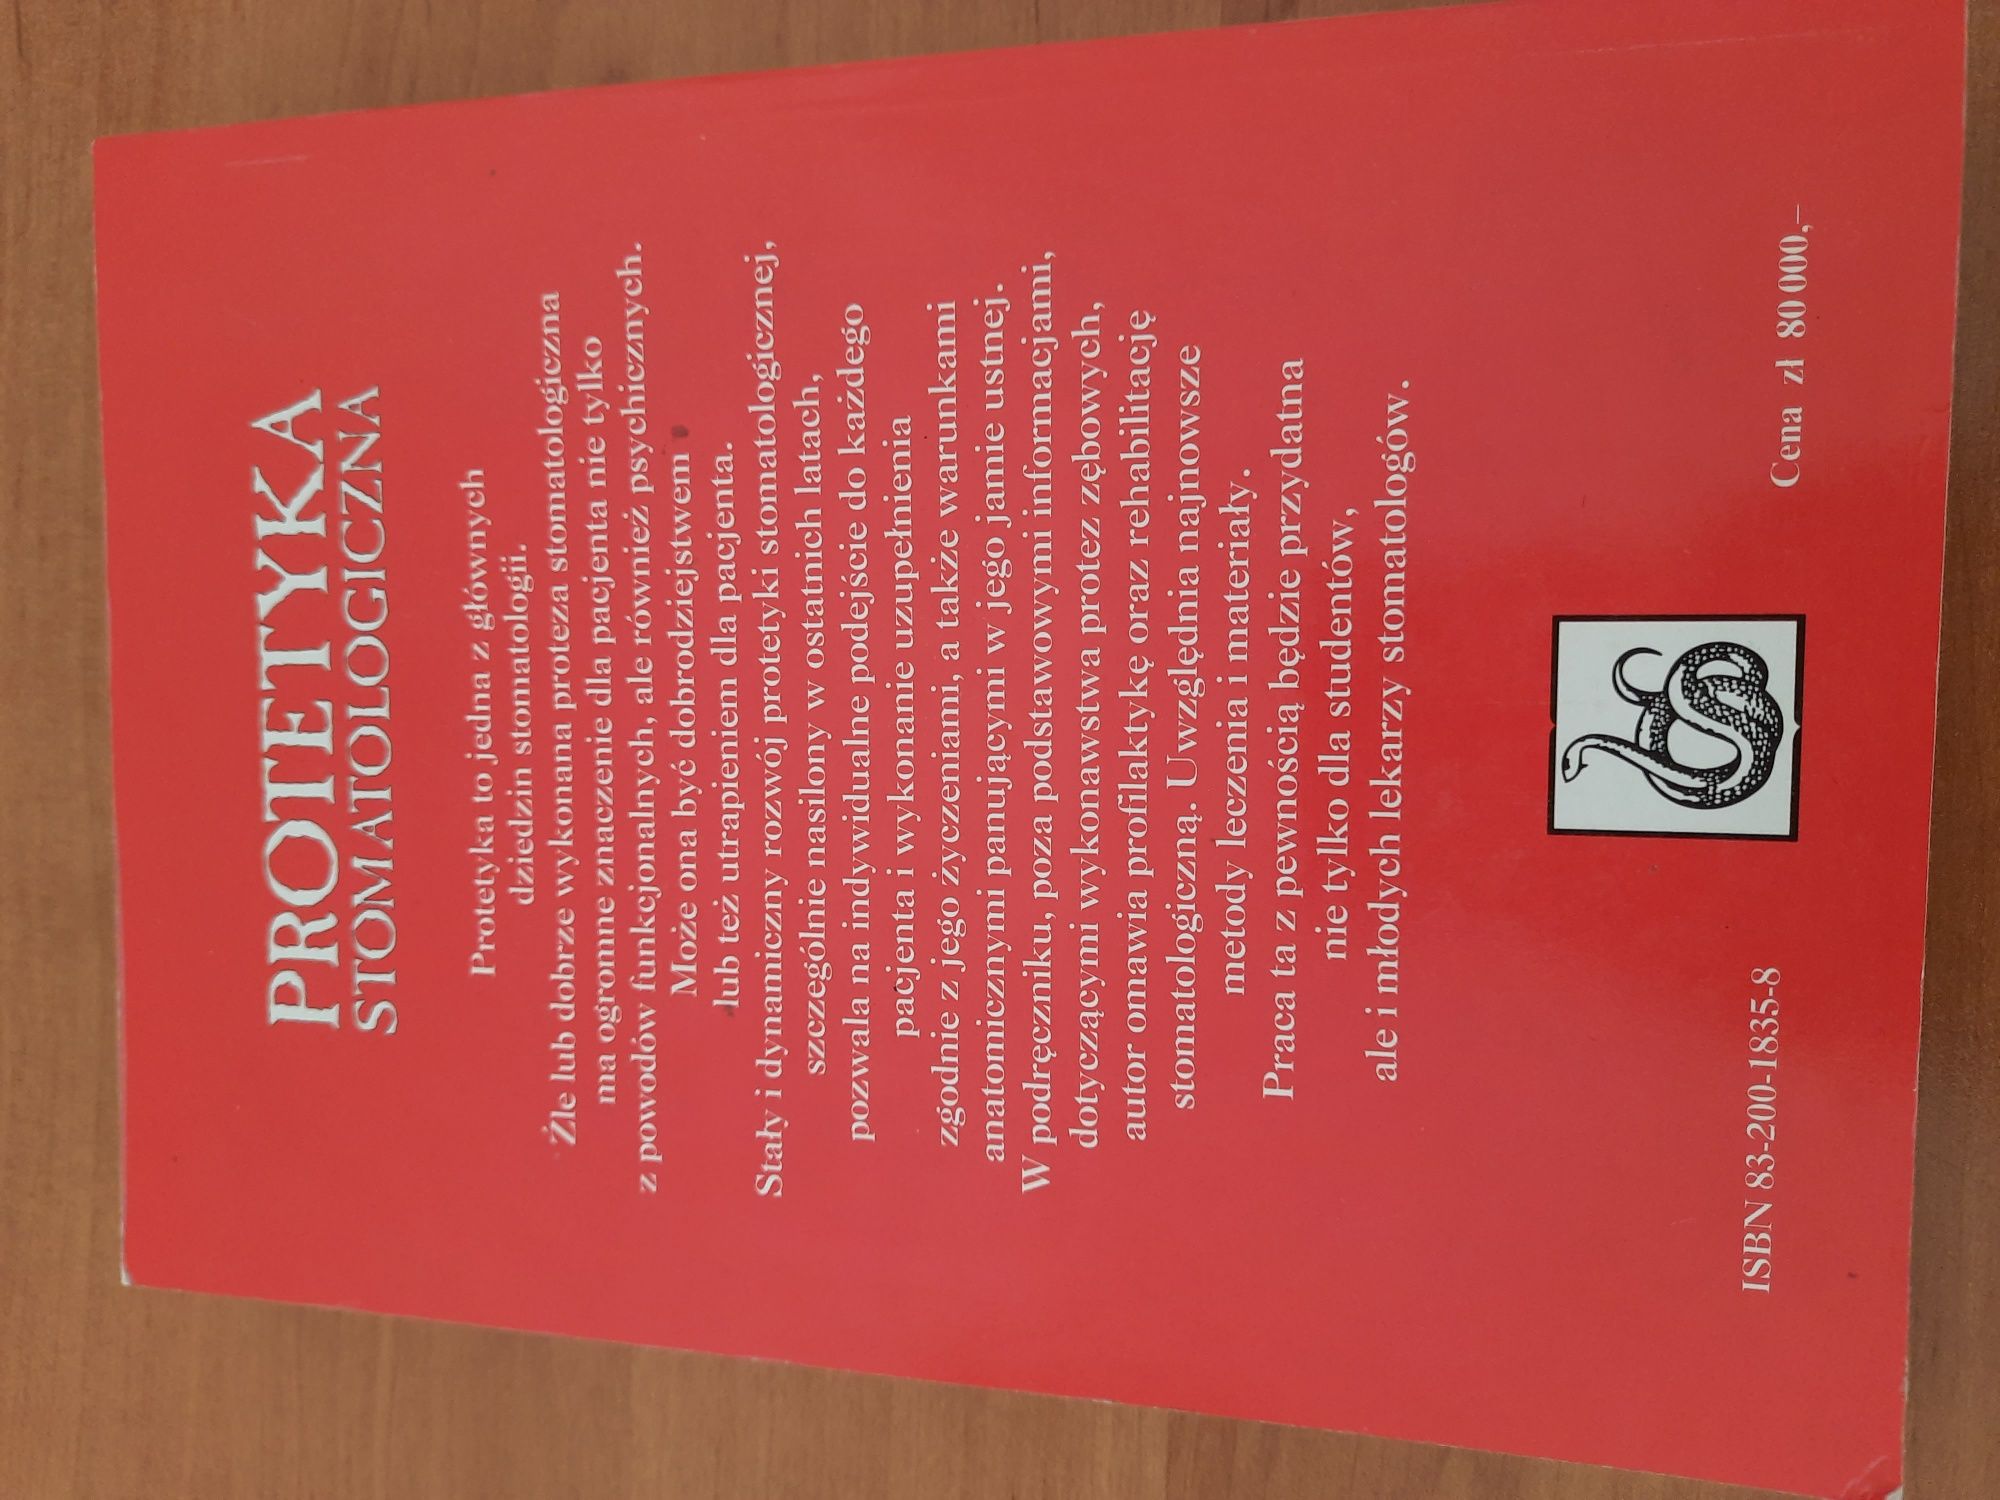 PROTETYKA
STOMATOLOGICZNA
Protetyka to jedna z głównych
dziedzin stomatologii.
Źle lub dobrze wykonana proteza stomatologiczna
ma ogromne znaczenie dla pacjenta nie tylko
z powodów funkcjonalnych, ale również psychicznych.
Może ona być dobrodziejstwem
lub też utrapieniem dla pacjenta.
Stały i dynamiczny rozwój protetyki stomatologicznej,
szczególnie nasilony w ostatnich latach,
pozwala na indywidualne podejście do każdego
pacjenta i wykonanie uzupełnienia
zgodnie z jego życzeniami, a także warunkami
anatomicznymi panującymi w jego jamie ustnej.
W podręczniku, poza podstawowymi informacjami,
dotyczącymi wykonawstwa protez zębowych,
autor omawia profilaktykę oraz rehabilitację
stomatologiczną. Uwzględnia najnowsze
metody leczenia i materiały.
Praca ta z pewnością będzie przydatna
nie tylko dla studentów,
ale i młodych lekarzy stomatologów.
ISBN 83-200-1835-8
Cena zł 80 000,–